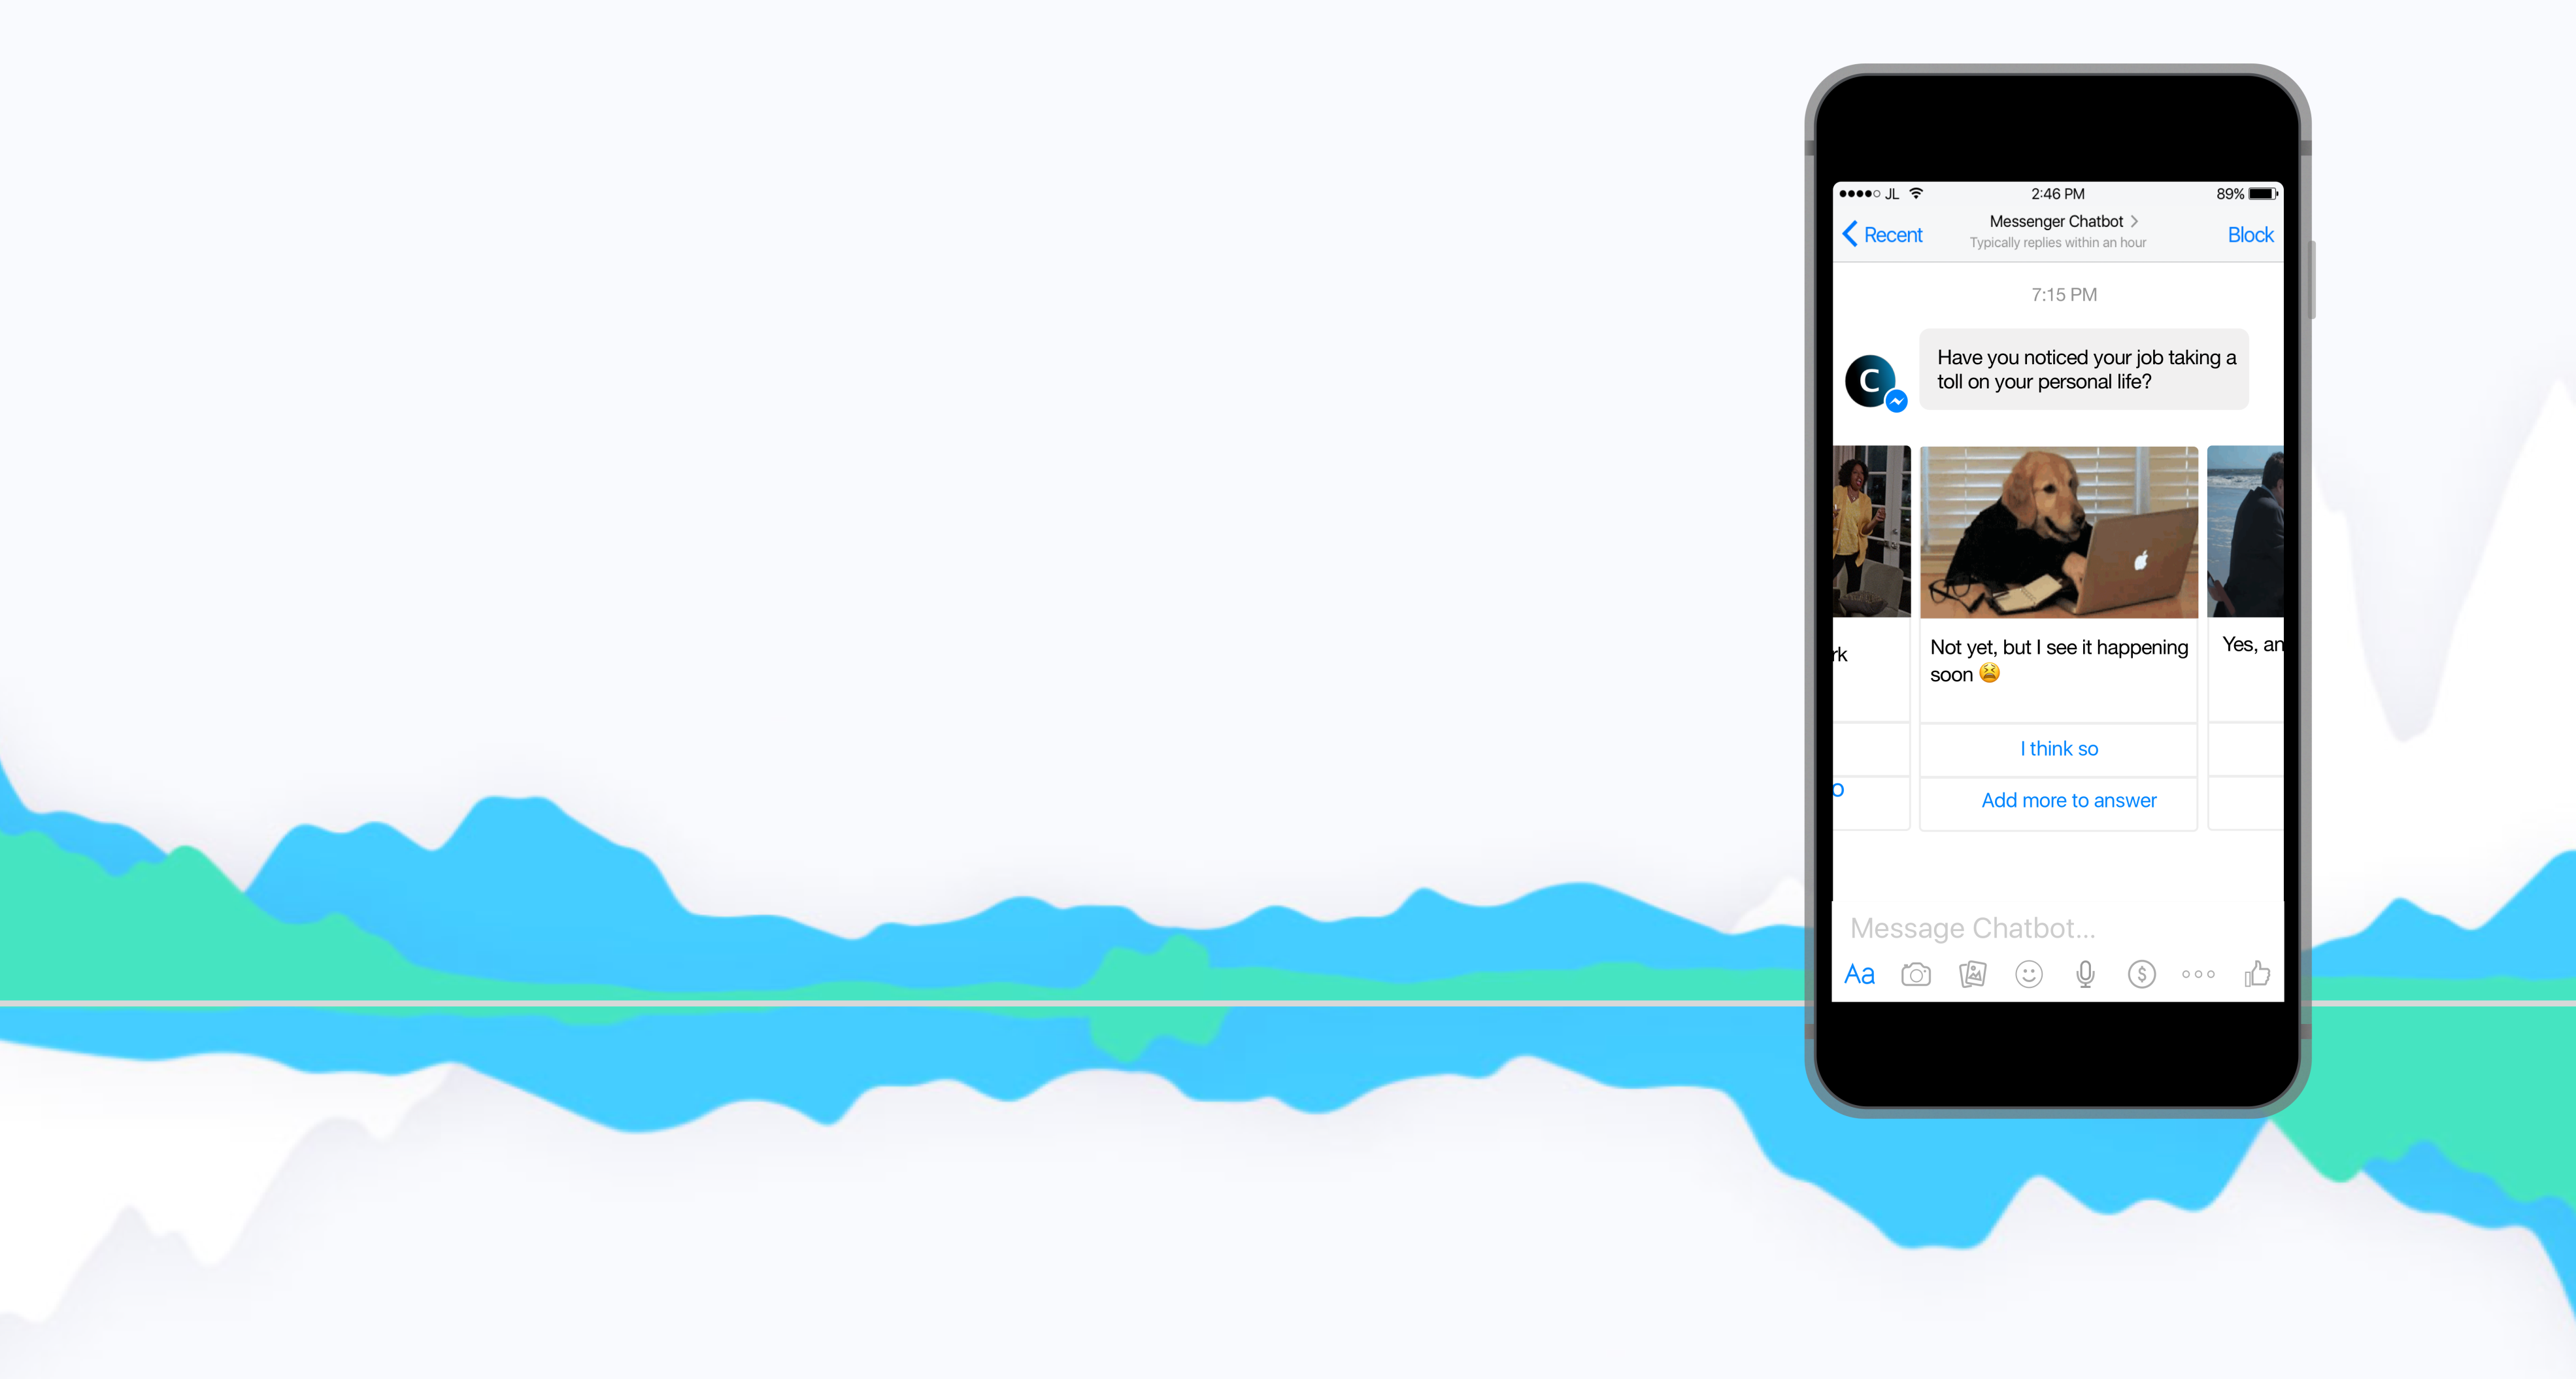 JL 2:46 PM 89%
Messenger Chatbot
Recent Block
Typically replies within an hour
7:15 PM
Have you noticed your job taking a
toll on your personal life?
C
Not yet, but I see it happening
soon 😫
rk
Yes, an
I think so
o
Add more to answer
Message Chatbot...
Aa
$